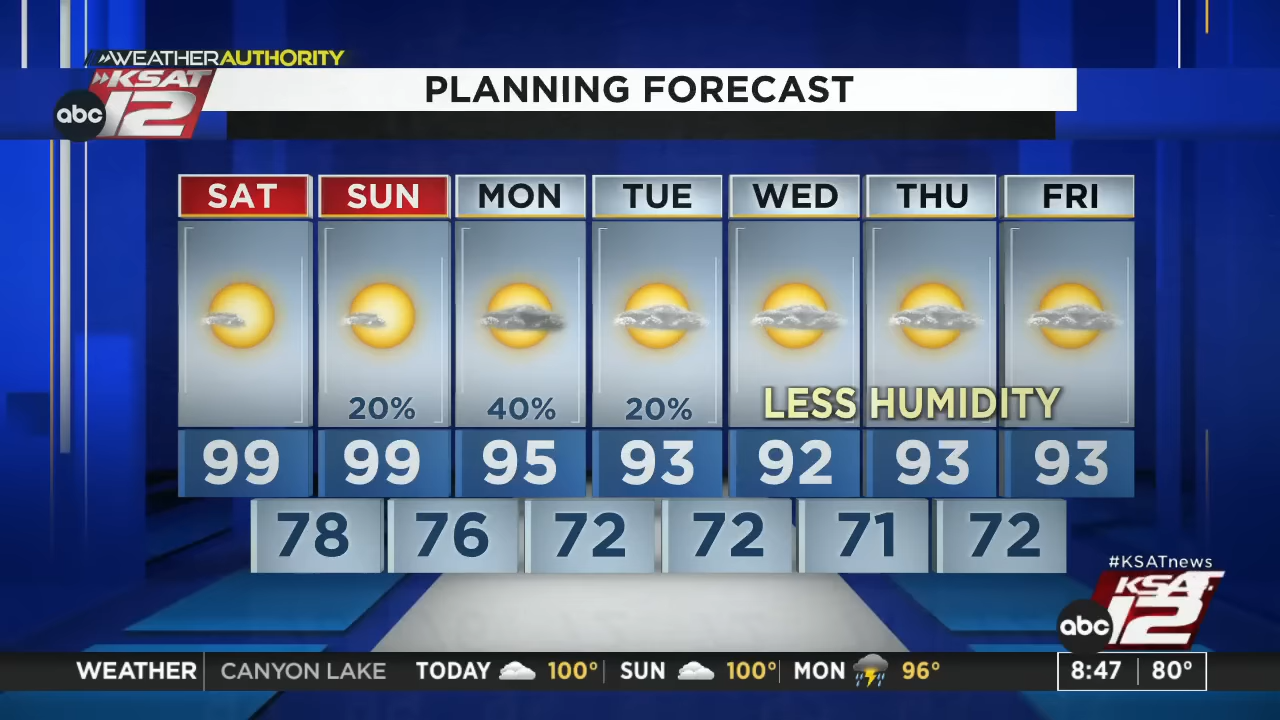 WEATHERAUTHORITY
KSAT
abc 12
PLANNING FORECAST
SAT SUN MON TUE WED THU FRI
20% 40% 20% LESS HUMIDITY
99 99 95 93 92 93 93
78 76 72 72 71 72
#KSATnews
KSAT
abc 12
WEATHER CANYON LAKE TODAY 100° SUN 100° MON 96° 8:47 80°